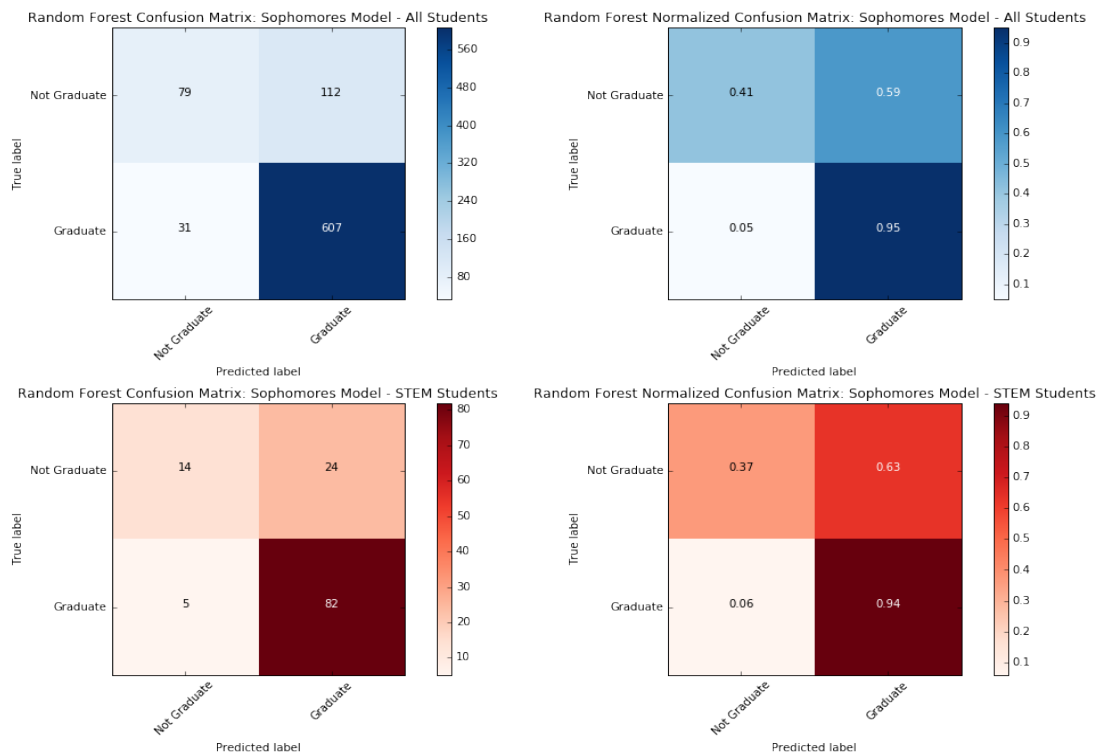 Random Forest Confusion Matrix: Sophomores Model - All Students
Not Graduate
Graduate
True label
79
112
31
607
Not Graduate
Graduate
Predicted label
560
480
400
320
240
160
80
Random Forest Normalized Confusion Matrix: Sophomores Model - All Students
Not Graduate
Graduate
True label
0.41
0.59
0.05
0.95
Not Graduate
Graduate
Predicted label
0.9
0.8
0.7
0.6
0.5
0.4
0.3
0.2
0.1
Random Forest Confusion Matrix: Sophomores Model - STEM Students
Not Graduate
Graduate
True label
14
24
5
82
Not Graduate
Graduate
Predicted label
80
70
60
50
40
30
20
10
Random Forest Normalized Confusion Matrix: Sophomores Model - STEM Students
Not Graduate
Graduate
True label
0.37
0.63
0.06
0.94
Not Graduate
Graduate
Predicted label
0.9
0.8
0.7
0.6
0.5
0.4
0.3
0.2
0.1